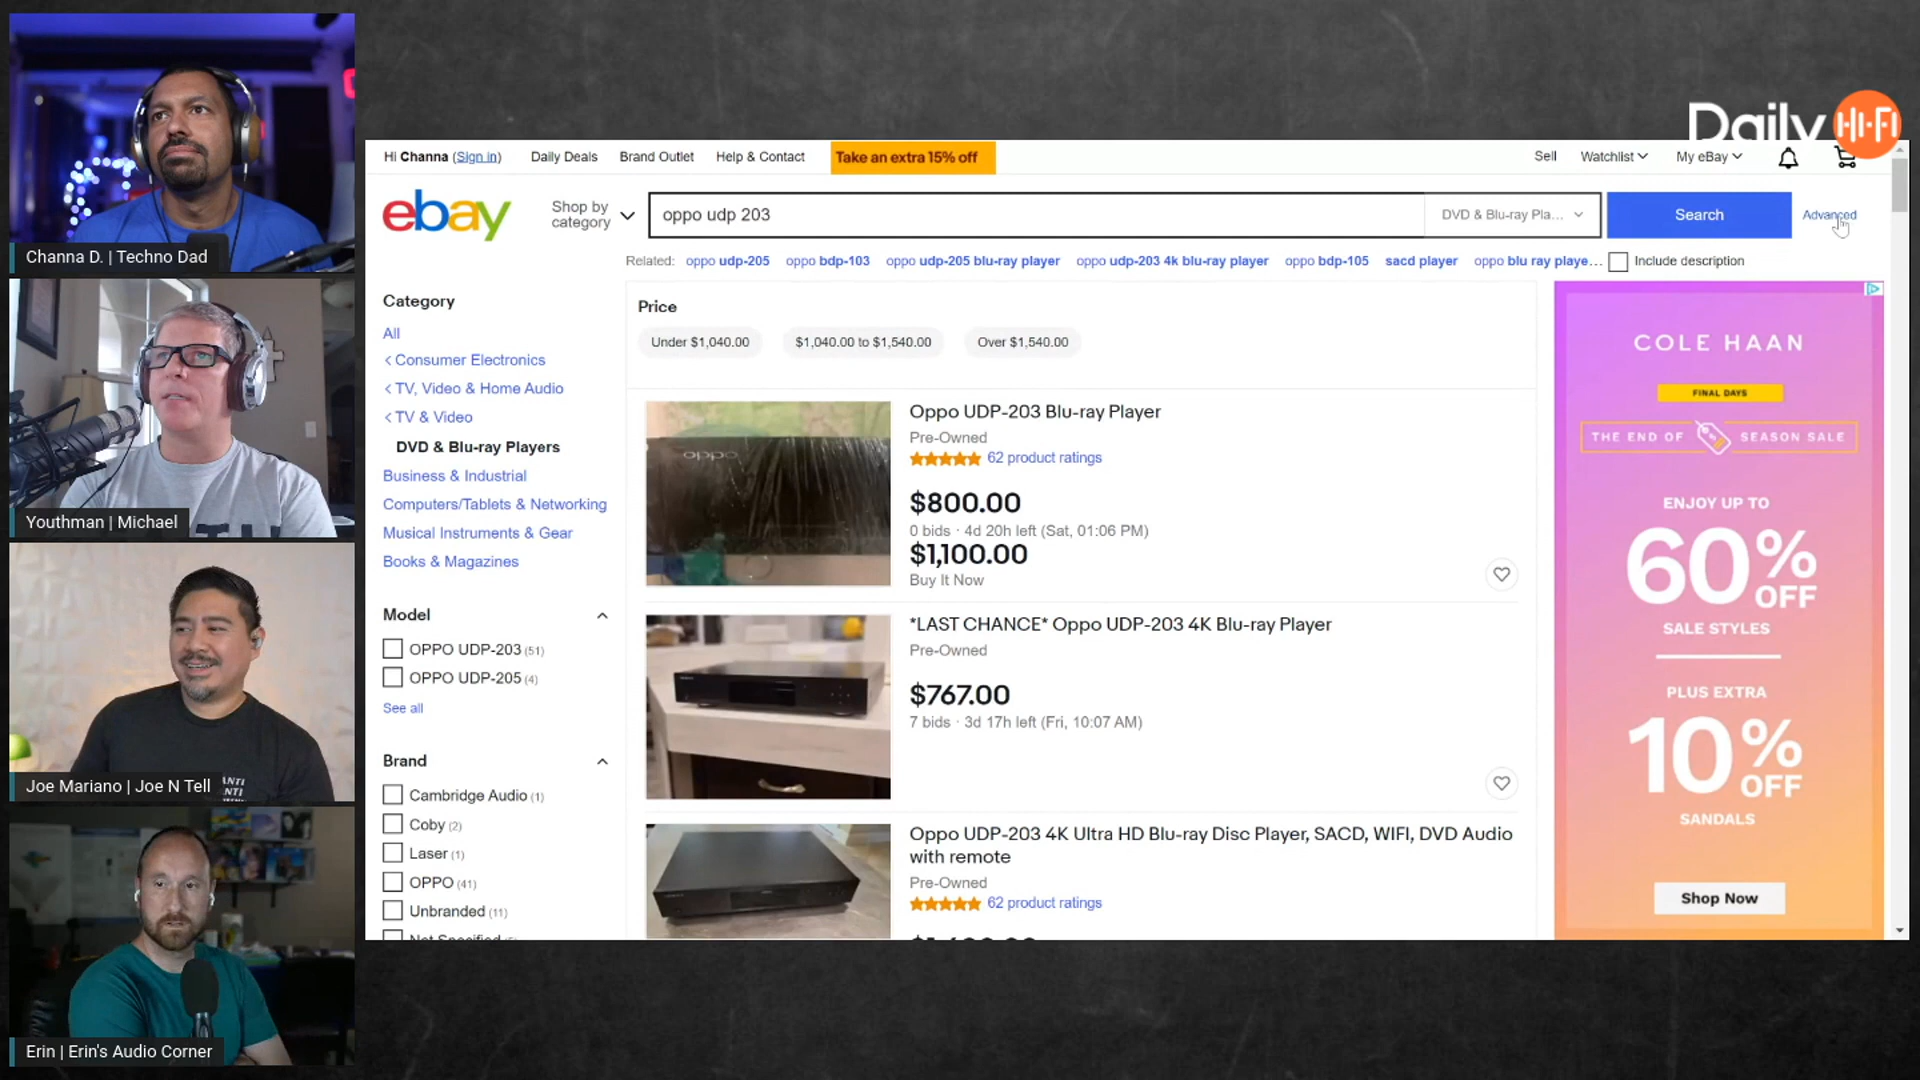 Daily HI-FI
Channa D. | Techno Dad
Youthman | Michael
Joe Mariano | Joe N Tell
ANTI
ANTI
Erin | Erin's Audio Corner
Hi Channa (Sign in) Daily Deals Brand Outlet Help & Contact Take an extra 15% off Sell Watchlist My eBay
ebay Shop by category oppo udp 203 DVD & Blu-ray Pla... Search Advanced
Related: oppo udp-205 oppo bdp-103 oppo udp-205 blu-ray player oppo udp-203 4k blu-ray player oppo bdp-105 sacd player oppo blu ray playe... Include description
Category
All
< Consumer Electronics
< TV, Video & Home Audio
< TV & Video
DVD & Blu-ray Players
Business & Industrial
Computers/Tablets & Networking
Musical Instruments & Gear
Books & Magazines
Model
OPPO UDP-203 (51)
OPPO UDP-205 (4)
See all
Brand
Cambridge Audio (1)
Coby (2)
Laser (1)
OPPO (41)
Unbranded (11)
Not Specified
Price
Under $1,040.00 $1,040.00 to $1,540.00 Over $1,540.00
oppo
Oppo UDP-203 Blu-ray Player
Pre-Owned
62 product ratings
$800.00
0 bids · 4d 20h left (Sat, 01:06 PM)
$1,100.00
Buy It Now
*LAST CHANCE* Oppo UDP-203 4K Blu-ray Player
Pre-Owned
$767.00
7 bids · 3d 17h left (Fri, 10:07 AM)
Oppo UDP-203 4K Ultra HD Blu-ray Disc Player, SACD, WIFI, DVD Audio
with remote
Pre-Owned
62 product ratings
COLE HAAN
FINAL DAYS
THE END OF SEASON SALE
ENJOY UP TO
60% OFF
SALE STYLES
PLUS EXTRA
10% OFF
SANDALS
Shop Now